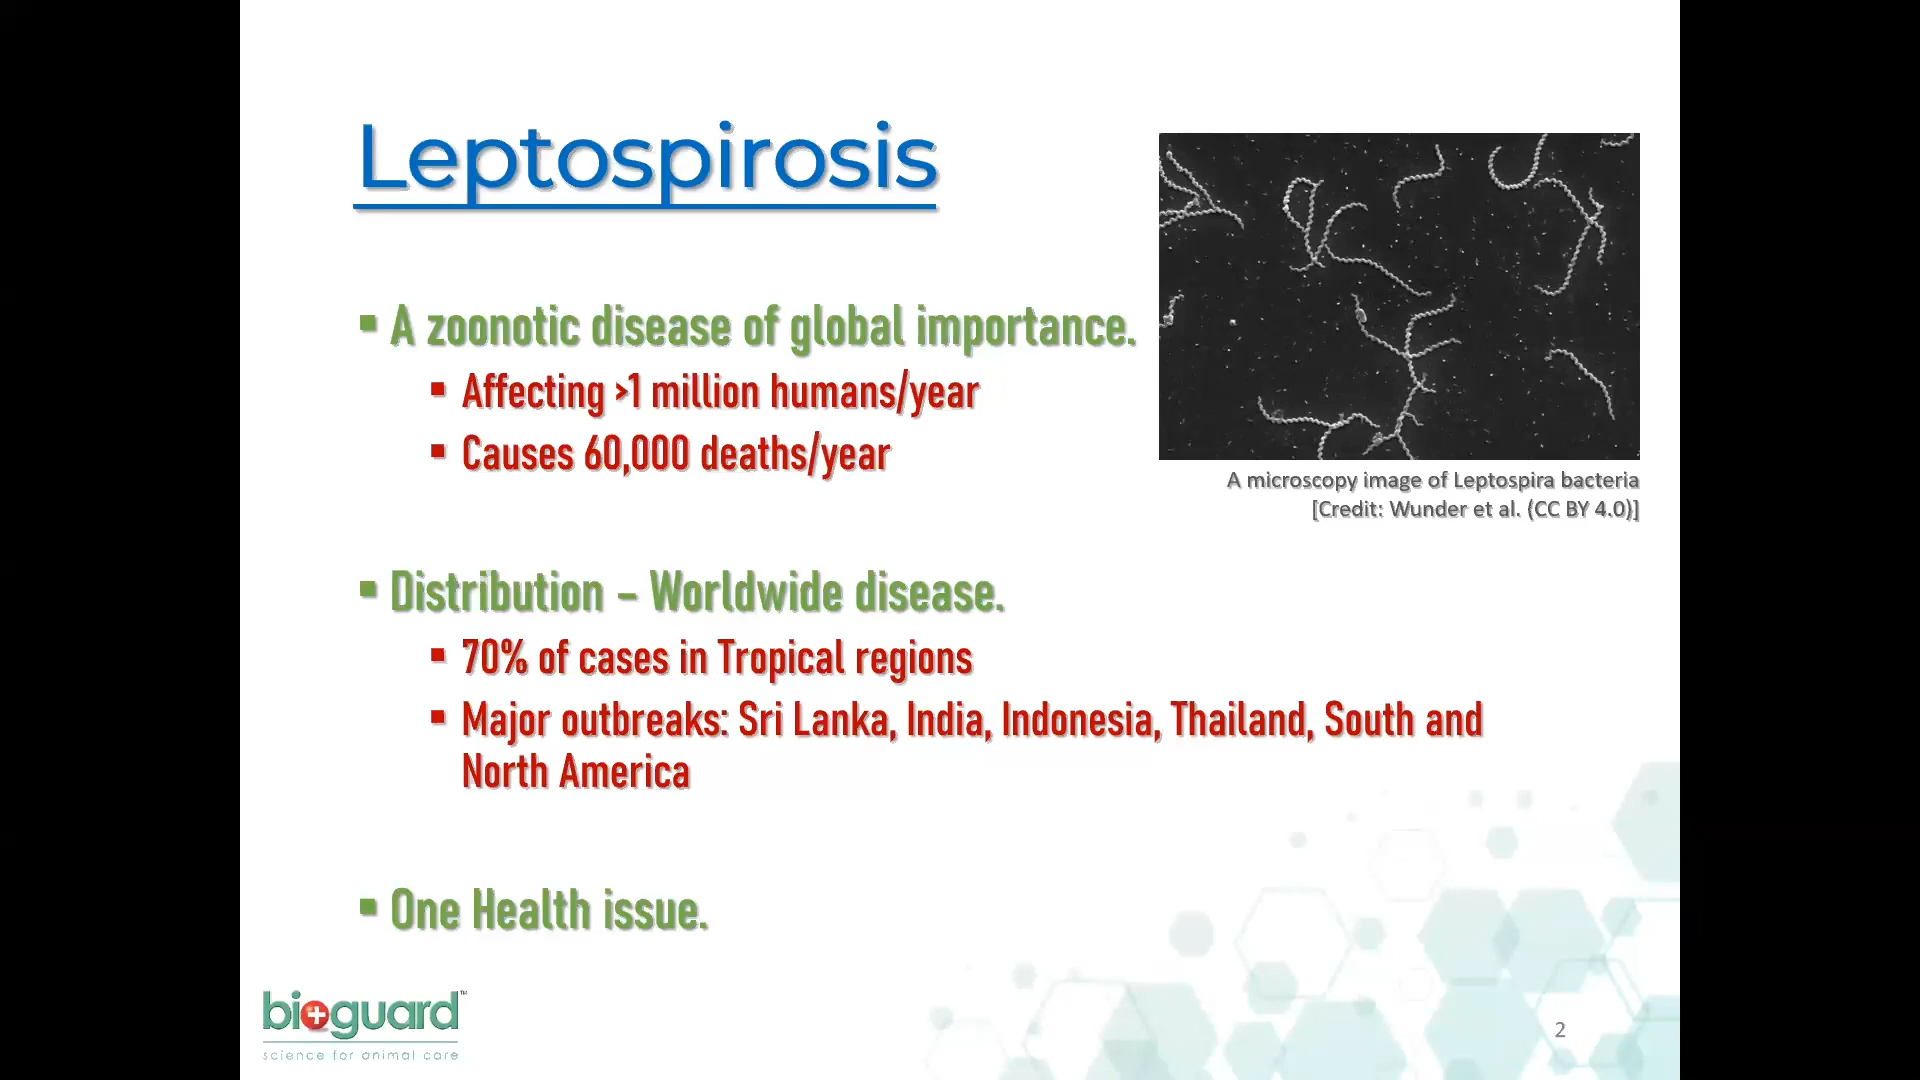 Leptospirosis
▪ A zoonotic disease of global importance.
▪ Affecting >1 million humans/year
▪ Causes 60,000 deaths/year
A microscopy image of Leptospira bacteria
[Credit: Wunder et al. (CC BY 4.0)]
▪ Distribution – Worldwide disease.
▪ 70% of cases in Tropical regions
▪ Major outbreaks: Sri Lanka, India, Indonesia, Thailand, South and
North America
▪ One Health issue.
bioguard™
science for animal care
2